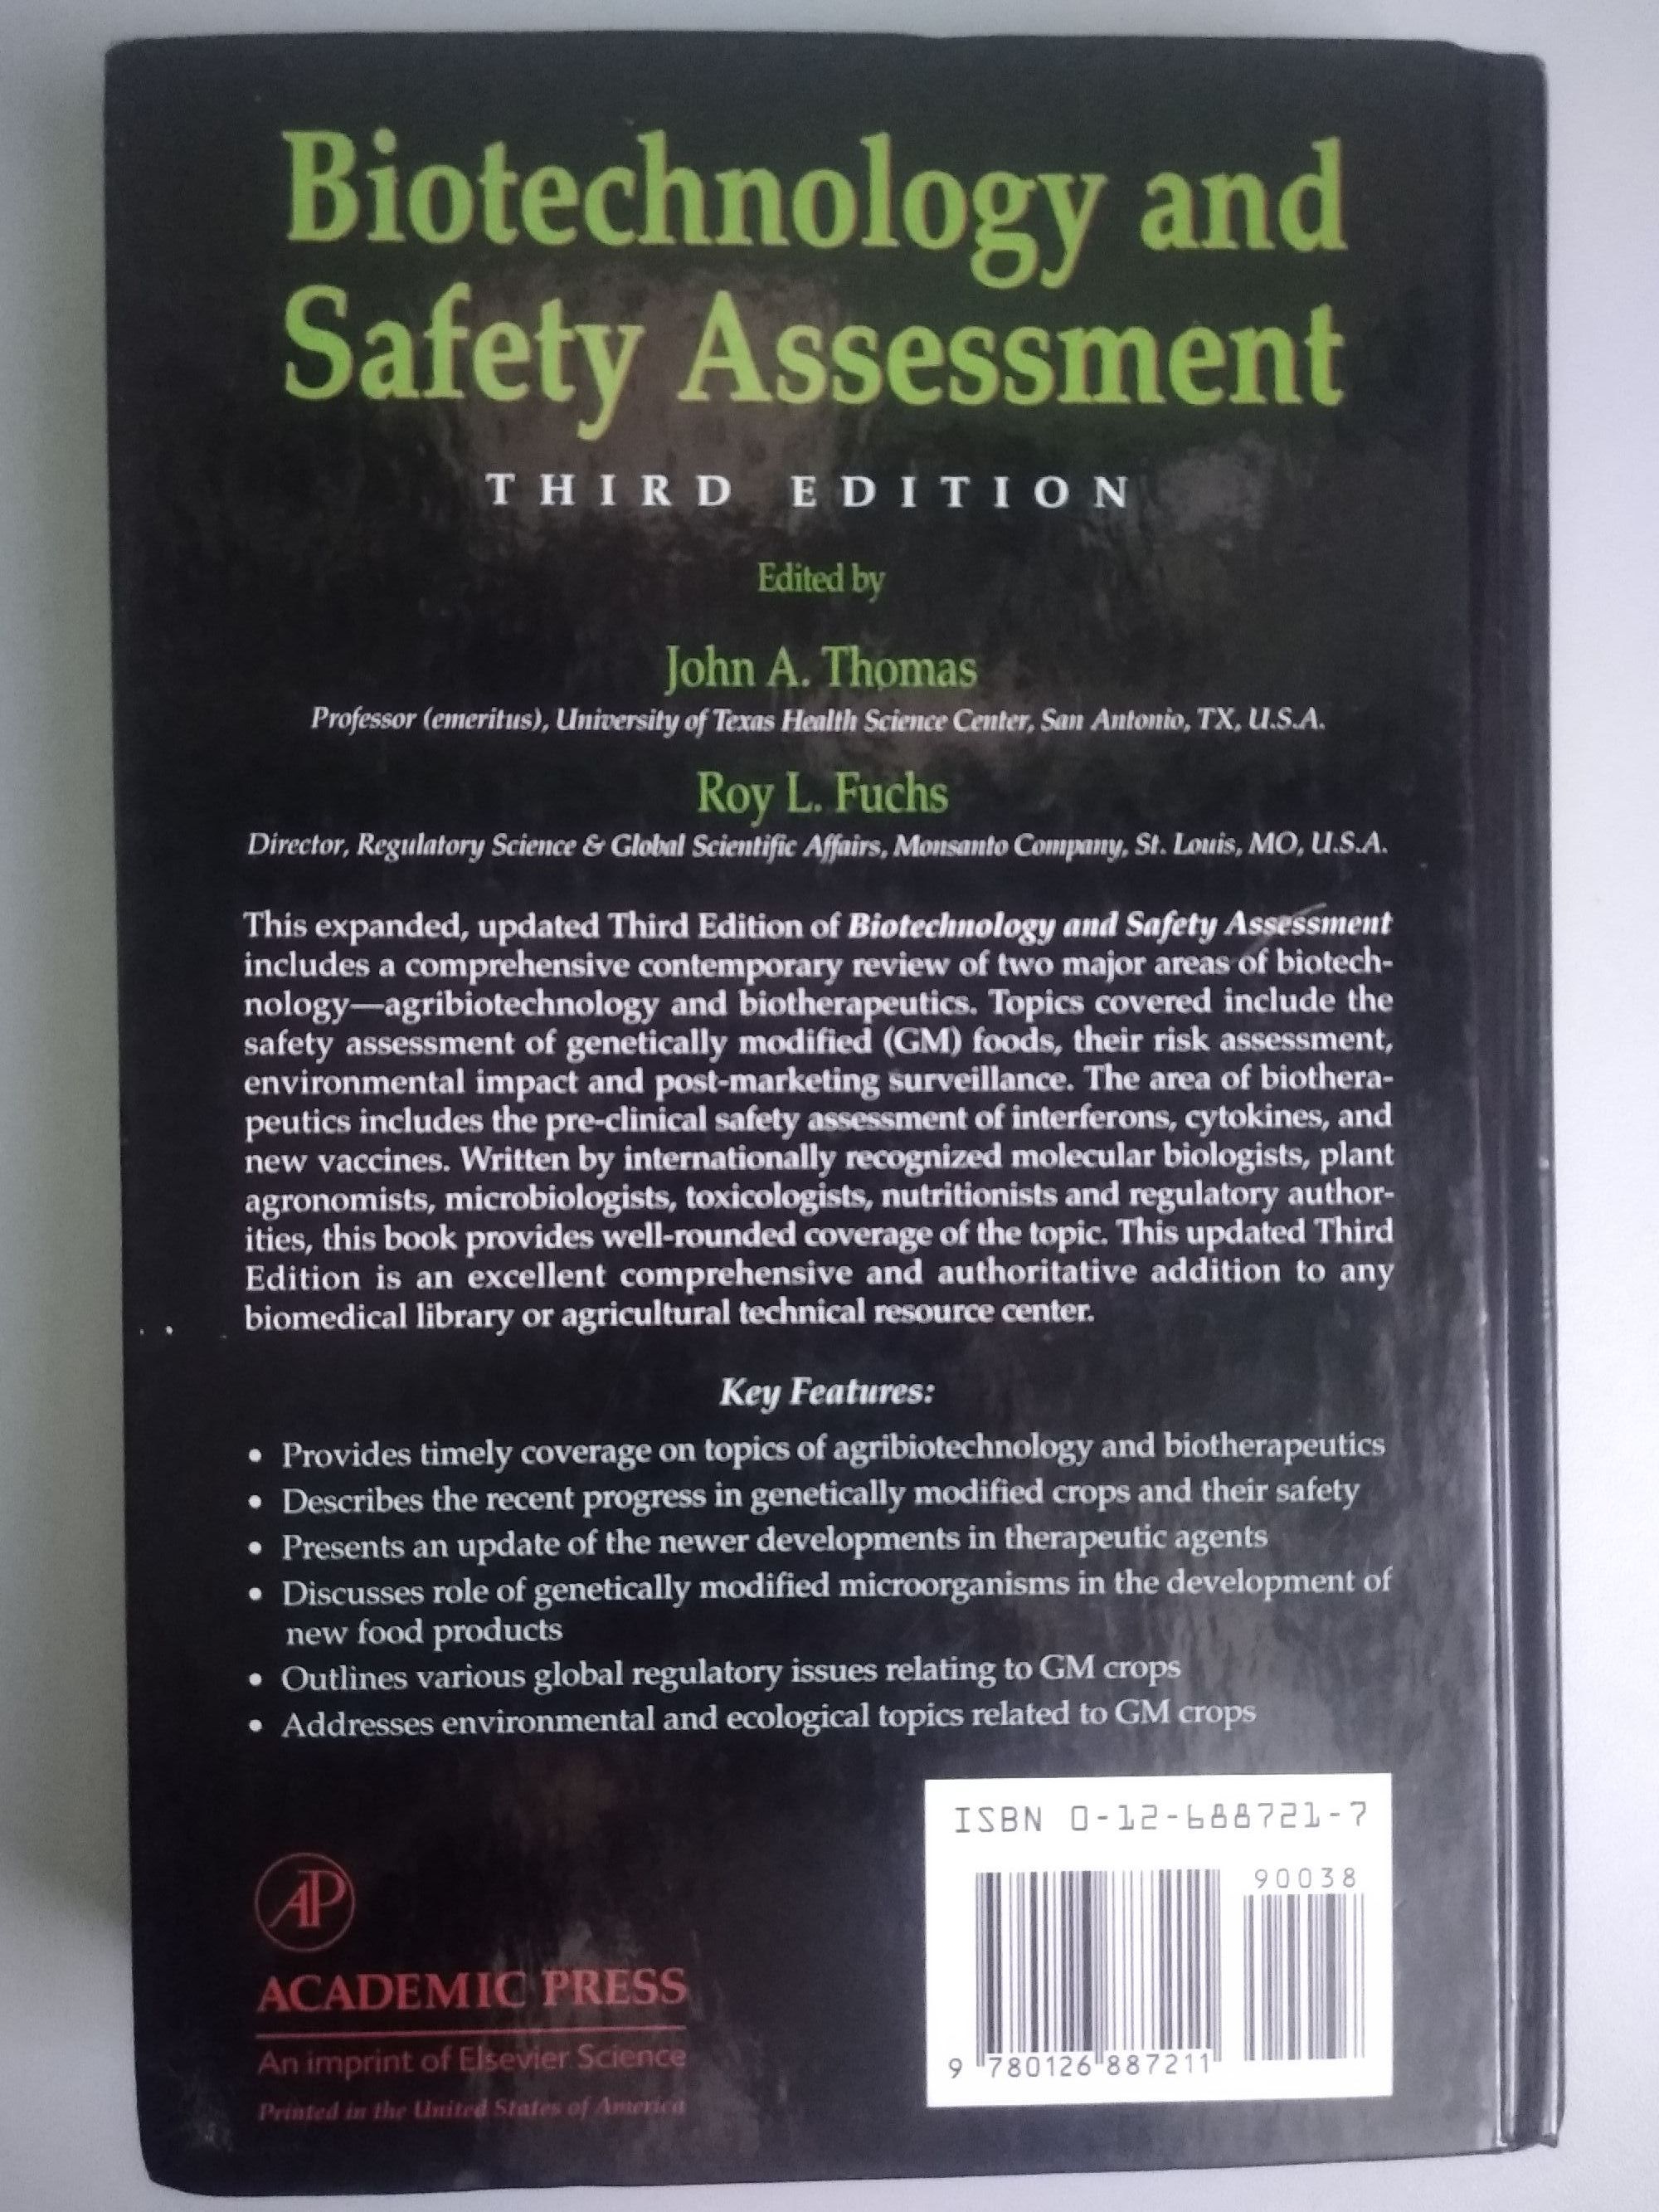 Biotechnology and
Safety Assessment
THIRD EDITION
Edited by
John A. Thomas
Professor (emeritus), University of Texas Health Science Center, San Antonio, TX, U.S.A.
Roy L. Fuchs
Director, Regulatory Science & Global Scientific Affairs, Monsanto Company, St. Louis, MO, U.S.A.
This expanded, updated Third Edition of Biotechnology and Safety Assessment
includes a comprehensive contemporary review of two major areas of biotech-
nology—agribiotechnology and biotherapeutics. Topics covered include the
safety assessment of genetically modified (GM) foods, their risk assessment,
environmental impact and post-marketing surveillance. The area of biothera-
peutics includes the pre-clinical safety assessment of interferons, cytokines, and
new vaccines. Written by internationally recognized molecular biologists, plant
agronomists, microbiologists, toxicologists, nutritionists and regulatory author-
ities, this book provides well-rounded coverage of the topic. This updated Third
Edition is an excellent comprehensive and authoritative addition to any
biomedical library or agricultural technical resource center.
Key Features:
• Provides timely coverage on topics of agribiotechnology and biotherapeutics
• Describes the recent progress in genetically modified crops and their safety
• Presents an update of the newer developments in therapeutic agents
• Discusses role of genetically modified microorganisms in the development of
new food products
• Outlines various global regulatory issues relating to GM crops
• Addresses environmental and ecological topics related to GM crops
ISBN 0-12-688721-7
90038
9 780126 887211
AP
ACADEMIC PRESS
An imprint of Elsevier Science
Printed in the United States of America